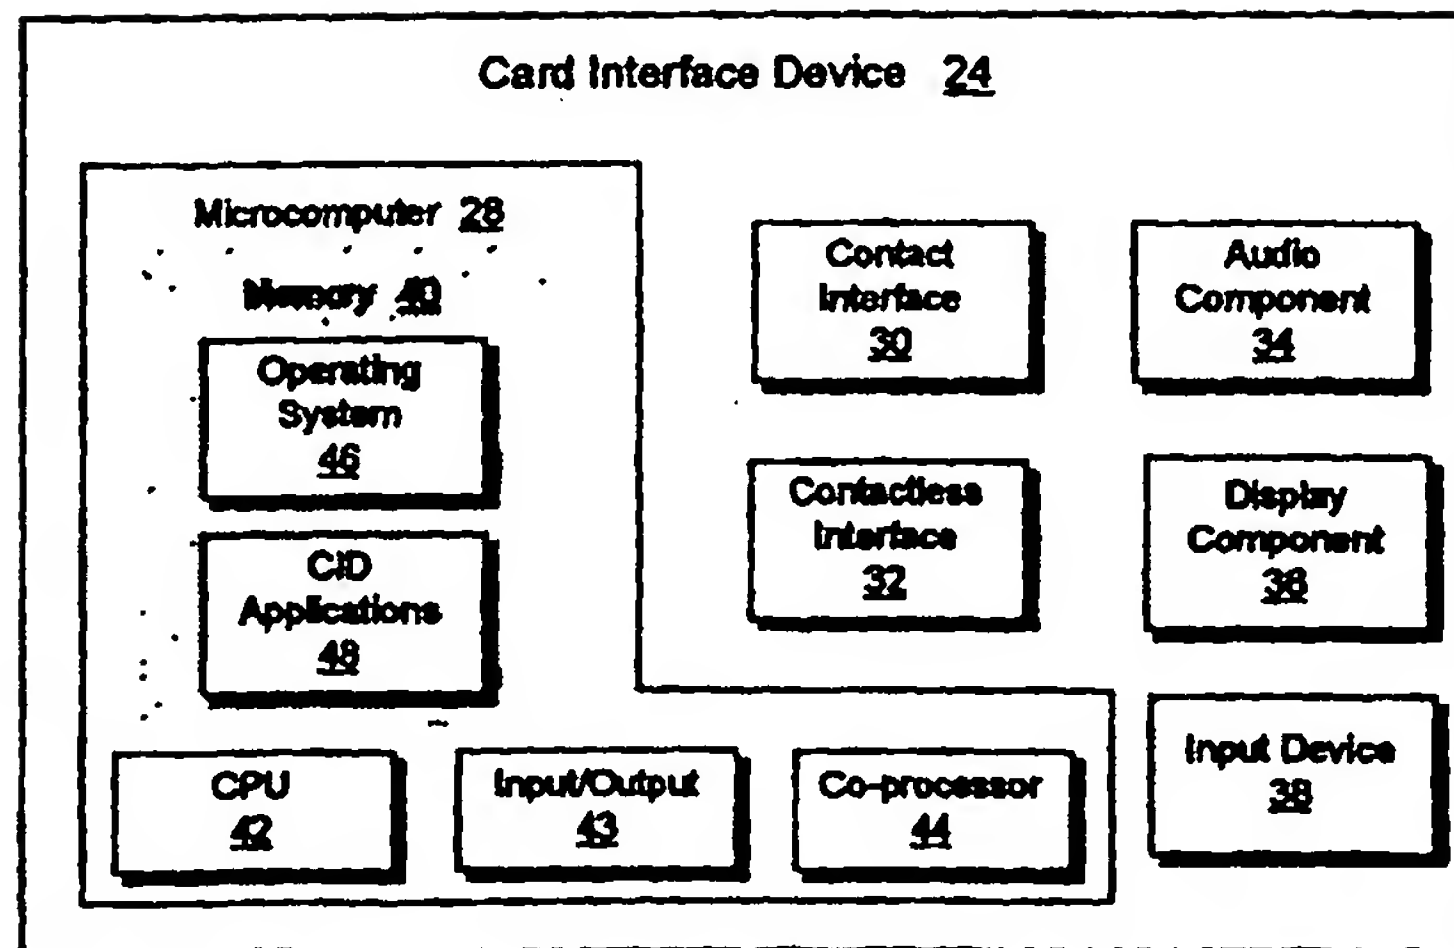 Card Interface Device 24
Microcomputer 28
Memory 40
Operating
System
46
CID
Applications
48
CPU
42
Input/Output
43
Co-processor
44
Contact
Interface
30
Contactless
Interface
32
Audio
Component
34
Display
Component
36
Input Device
38